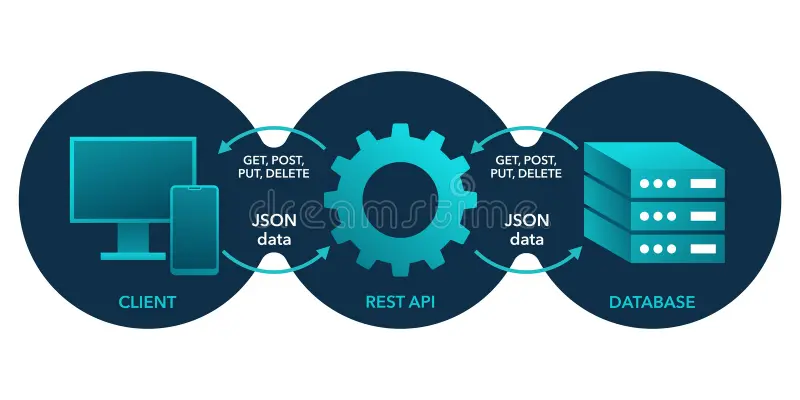 GET, POST,
PUT, DELETE
JSON
data
CLIENT
dreamstime
REST API
GET, POST,
PUT, DELETE
JSON
data
DATABASE